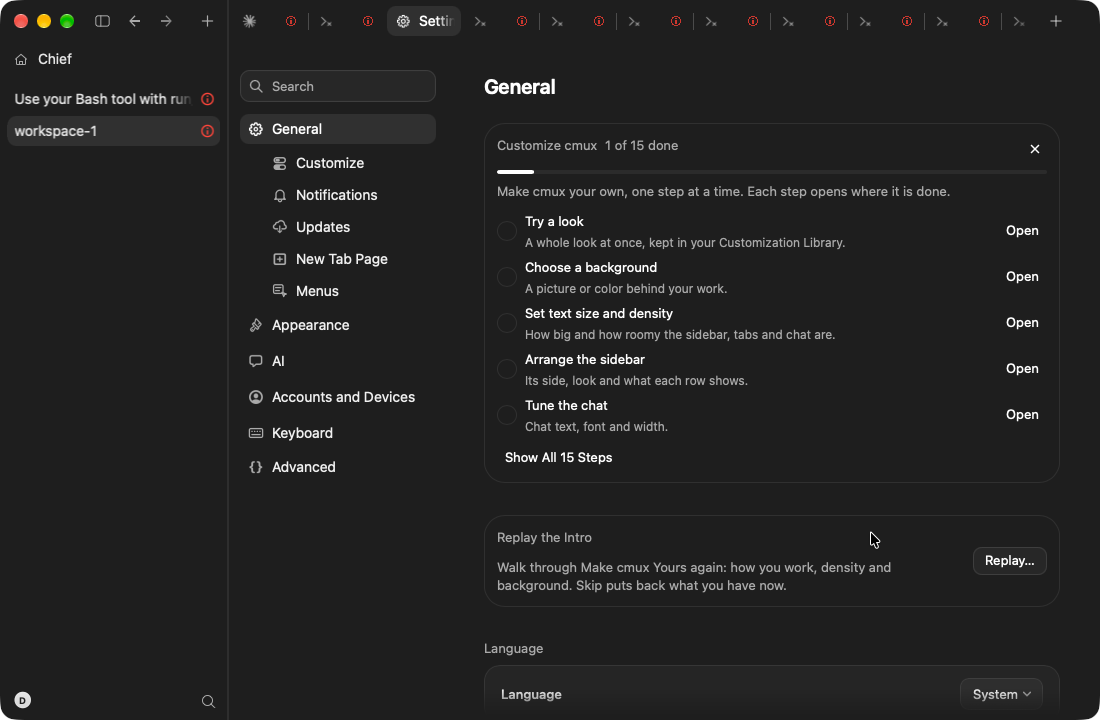 Settin
Chief
Use your Bash tool with run
workspace-1
D
Search
General
Customize
Notifications
Updates
New Tab Page
Menus
Appearance
AI
Accounts and Devices
Keyboard
Advanced
General
Customize cmux 1 of 15 done
Make cmux your own, one step at a time. Each step opens where it is done.
Try a look
A whole look at once, kept in your Customization Library.
Open
Choose a background
A picture or color behind your work.
Open
Set text size and density
How big and how roomy the sidebar, tabs and chat are.
Open
Arrange the sidebar
Its side, look and what each row shows.
Open
Tune the chat
Chat text, font and width.
Open
Show All 15 Steps
Replay the Intro
Walk through Make cmux Yours again: how you work, density and
background. Skip puts back what you have now.
Replay...
Language
Language
System